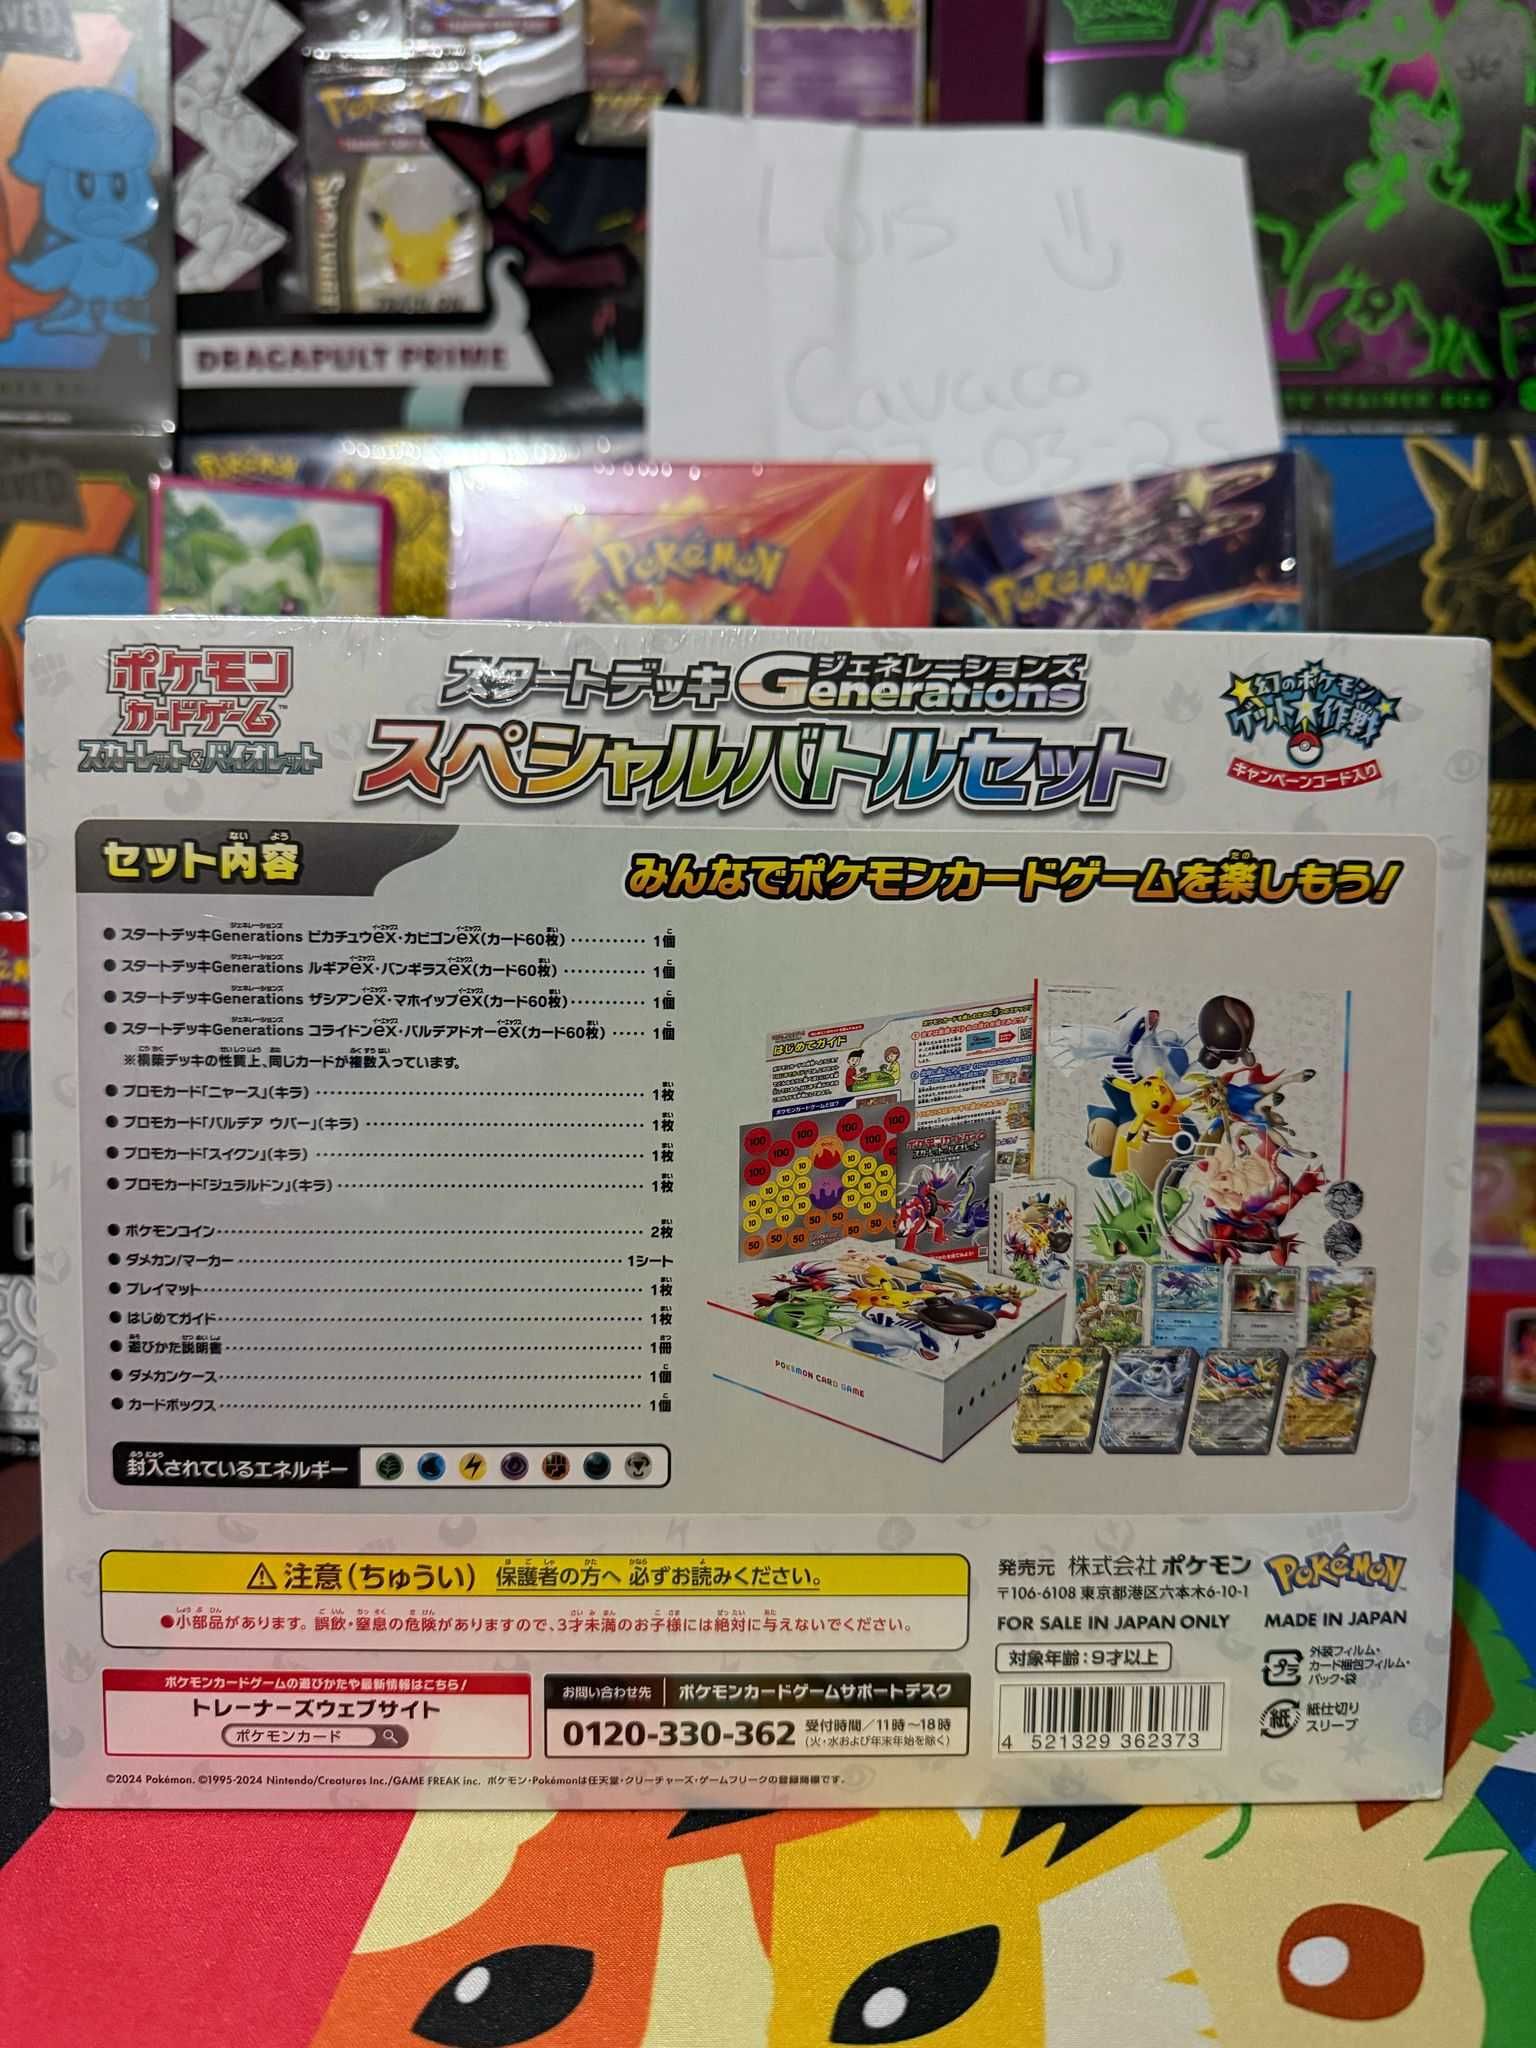 Pokémon
DRAGAPULT PRIME
Lois
Cavaco
-03-25
TRAINER BOX
Pokémon
Pokémon
Pokémon
ポケモン
カードゲーム
スカーレット&バイオレット
スタートデッキ Generations
ジェネレーションズ
スペシャルバトルセット
幻のポケモン
ゲット★作戦
キャンペーンコード入り
セット内容
ない よう
みんなでポケモンカードゲームを楽しもう!
たの
●スタートデッキGenerations ピカチュウex・カビゴンex(カード60枚) 1個
●スタートデッキGenerations ルギアex・バンギラスex(カード60枚) 1個
●スタートデッキGenerations ザシアンex・マホイップex(カード60枚) 1個
●スタートデッキGenerations コライドンex・パルデアドオーex(カード60枚) 1個
※構築デッキの性質上、同じカードが複数入っています。
●プロモカード「ニャース」(キラ) 1枚
●プロモカード「パルデア ウパー」(キラ) 1枚
●プロモカード「スイクン」(キラ) 1枚
●プロモカード「ジュラルドン」(キラ) 1枚
●ポケモンコイン 2枚
●ダメカン/マーカー 1シート
●プレイマット 1枚
●はじめてガイド 1枚
●遊びかた説明書 1冊
●ダメカンケース 1個
●カードボックス 1個
封入されているエネルギー
はじめてガイド
POKÉMON CARD GAME
⚠注意(ちゅうい) 保護者の方へ 必ずお読みください。
●小部品があります。誤飲・窒息の危険がありますので、3才未満のお子様には絶対に与えないでください。
ポケモンカードゲームの遊びかたや最新情報はこちら!
トレーナーズウェブサイト
ポケモンカード
お問い合わせ先 ポケモンカードゲームサポートデスク
0120-330-362 受付時間/11時~18時
(火・水および年末年始を除く)
発売元 株式会社 ポケモン
Pokémon
〒106-6108 東京都港区六本木6-10-1
FOR SALE IN JAPAN ONLY MADE IN JAPAN
対象年齢:9才以上
プラ
外装フィルム・
カード梱包フィルム・
パック・袋
紙
紙仕切り
スリーブ
4 521329 362373
©2024 Pokémon. ©1995-2024 Nintendo/Creatures Inc./GAME FREAK inc. ポケモン・Pokémonは任天堂・クリーチャーズ・ゲームフリークの登録商標です。